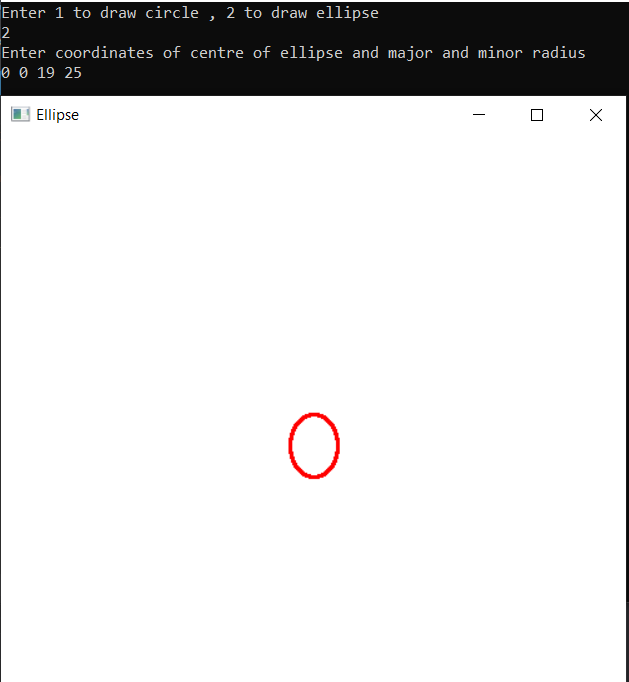 Enter 1 to draw circle , 2 to draw ellipse
2
Enter coordinates of centre of ellipse and major and minor radius
0 0 19 25
Ellipse